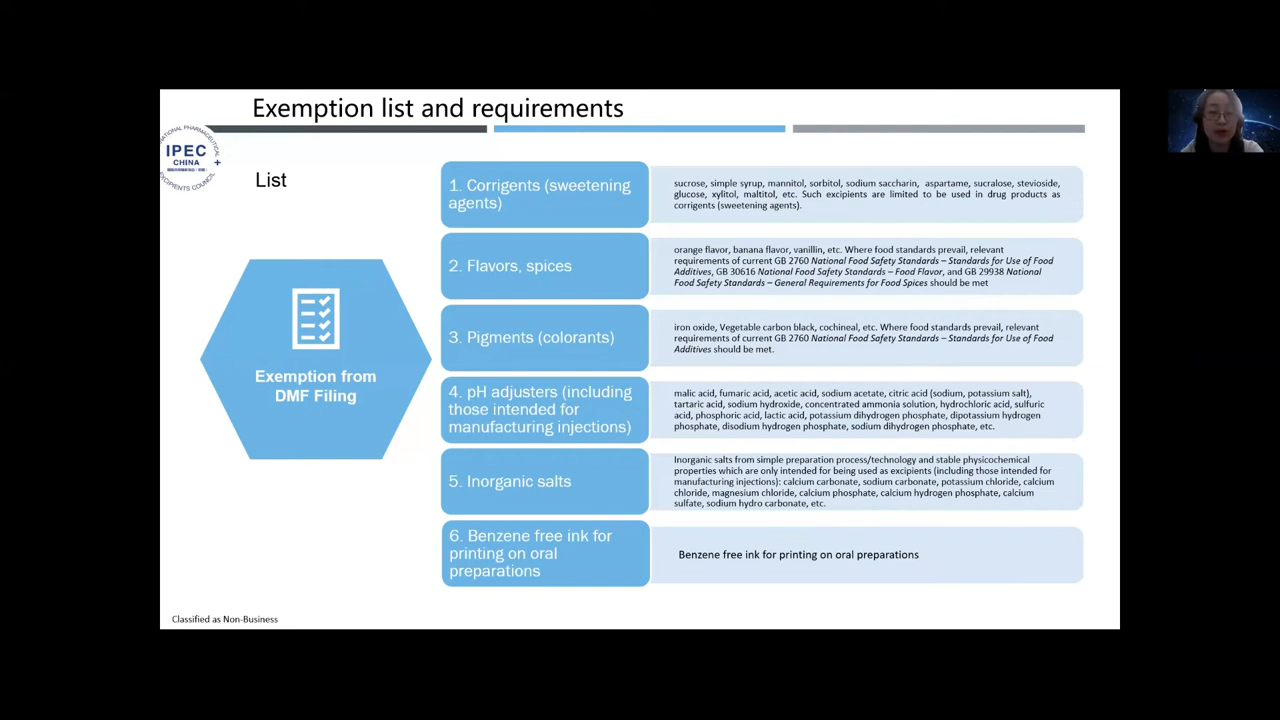 Exemption list and requirements
NATIONAL PHARMACEUTICAL
IPEC
CHINA
EXCIPIENTS COUNCIL
List
Exemption from
DMF Filing
1. Corrigents (sweetening
agents)
sucrose, simple syrup, mannitol, sorbitol, sodium saccharin, aspartame, sucralose, stevioside,
glucose, xylitol, maltitol, etc. Such excipients are limited to be used in drug products as
corrigents (sweetening agents).
2. Flavors, spices
orange flavor, banana flavor, vanillin, etc. Where food standards prevail, relevant
requirements of current GB 2760 National Food Safety Standards – Standards for Use of Food
Additives, GB 30616 National Food Safety Standards – Food Flavor, and GB 29938 National
Food Safety Standards – General Requirements for Food Spices should be met
3. Pigments (colorants)
iron oxide, Vegetable carbon black, cochineal, etc. Where food standards prevail, relevant
requirements of current GB 2760 National Food Safety Standards – Standards for Use of Food
Additives should be met.
4. pH adjusters (including
those intended for
manufacturing injections)
malic acid, fumaric acid, acetic acid, sodium acetate, citric acid (sodium, potassium salt),
tartaric acid, sodium hydroxide, concentrated ammonia solution, hydrochloric acid, sulfuric
acid, phosphoric acid, lactic acid, potassium dihydrogen phosphate, dipotassium hydrogen
phosphate, disodium hydrogen phosphate, sodium dihydrogen phosphate, etc.
5. Inorganic salts
Inorganic salts from simple preparation process/technology and stable physicochemical
properties which are only intended for being used as excipients (including those intended for
manufacturing injections): calcium carbonate, sodium carbonate, potassium chloride, calcium
chloride, magnesium chloride, calcium phosphate, calcium hydrogen phosphate, calcium
sulfate, sodium hydro carbonate, etc.
6. Benzene free ink for
printing on oral
preparations
Benzene free ink for printing on oral preparations
Classified as Non-Business